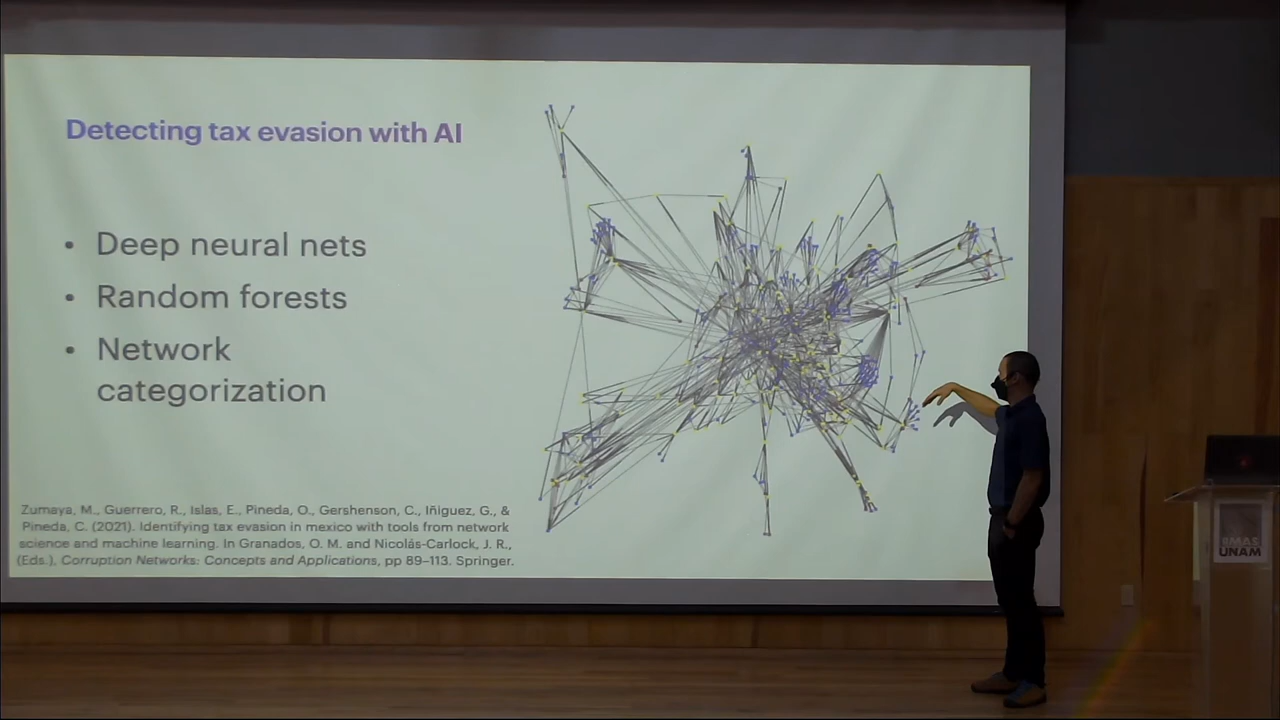 Detecting tax evasion with AI
• Deep neural nets
• Random forests
• Network
categorization
Zumaya, M., Guerrero, R., Islas, E., Pineda, O., Gershenson, C., Iñiguez, G., &
Pineda, C. (2021). Identifying tax evasion in mexico with tools from network
science and machine learning. In Granados, O. M. and Nicolás-Carlock, J. R.,
(Eds.), Corruption Networks: Concepts and Applications, pp 89–113. Springer.
IIMAS
UNAM